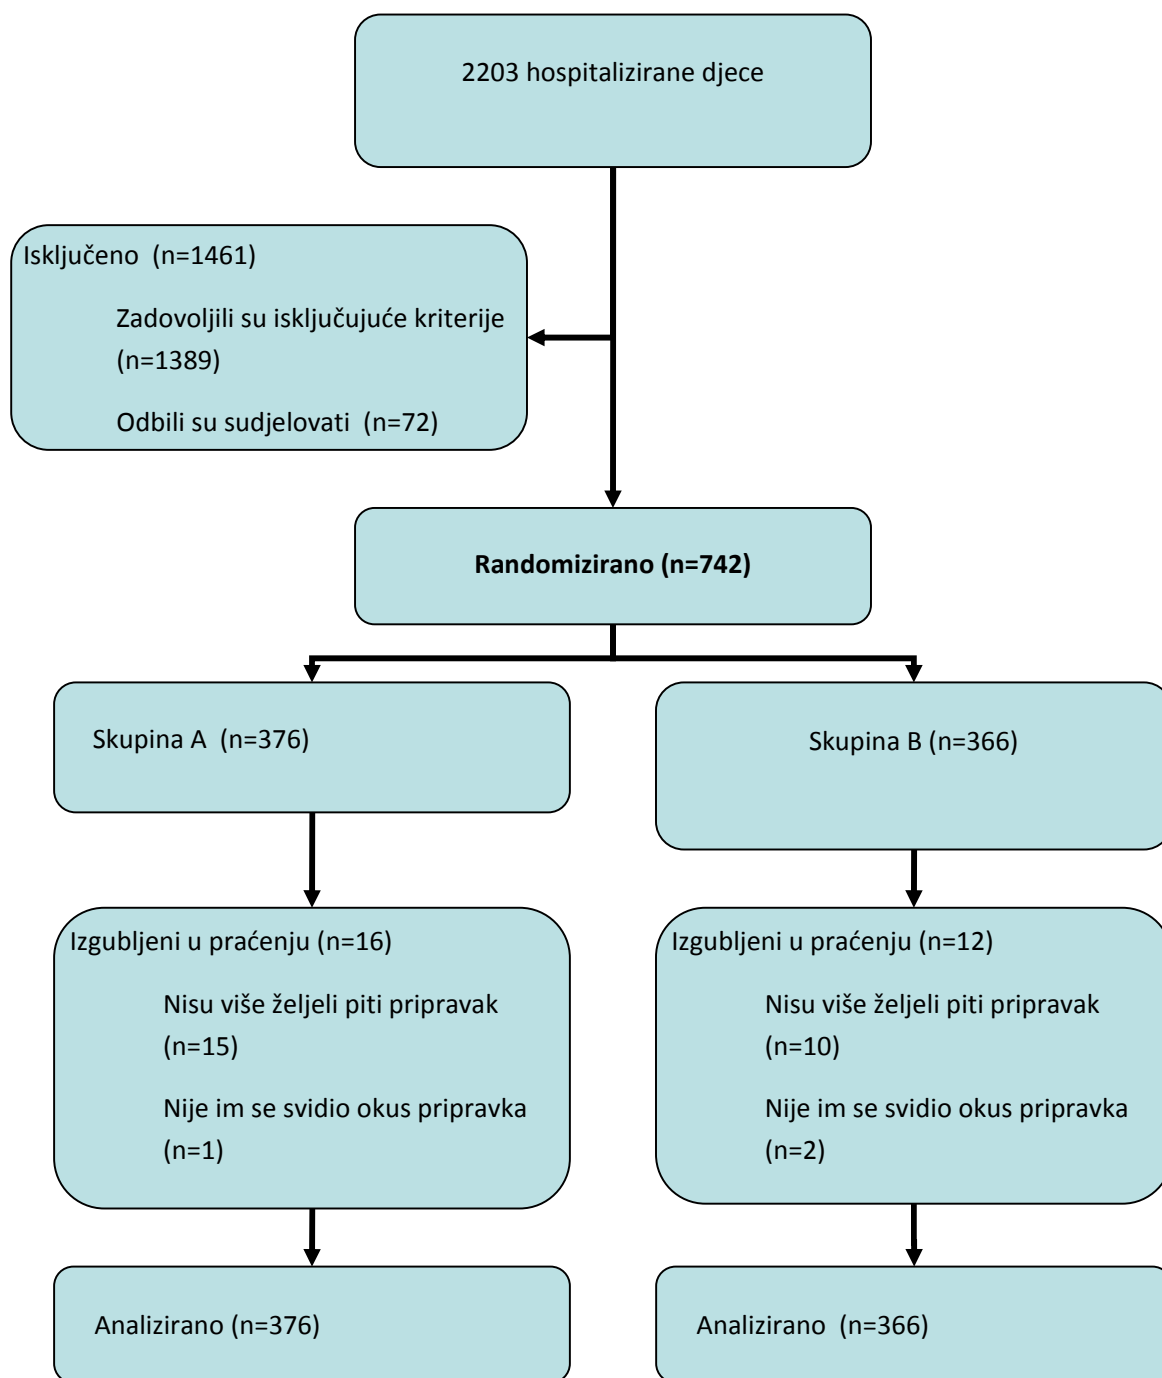 2203 hospitalizirane djece
Isključeno (n=1461)
Zadovoljili su isključujuće kriterije
(n=1389)
Odbili su sudjelovati (n=72)
Randomizirano (n=742)
Skupina A (n=376)
Skupina B (n=366)
Izgubljeni u praćenju (n=16)
Nisu više željeli piti pripravak
(n=15)
Nije im se svidio okus pripravka
(n=1)
Izgubljeni u praćenju (n=12)
Nisu više željeli piti pripravak
(n=10)
Nije im se svidio okus pripravka
(n=2)
Analizirano (n=376)
Analizirano (n=366)